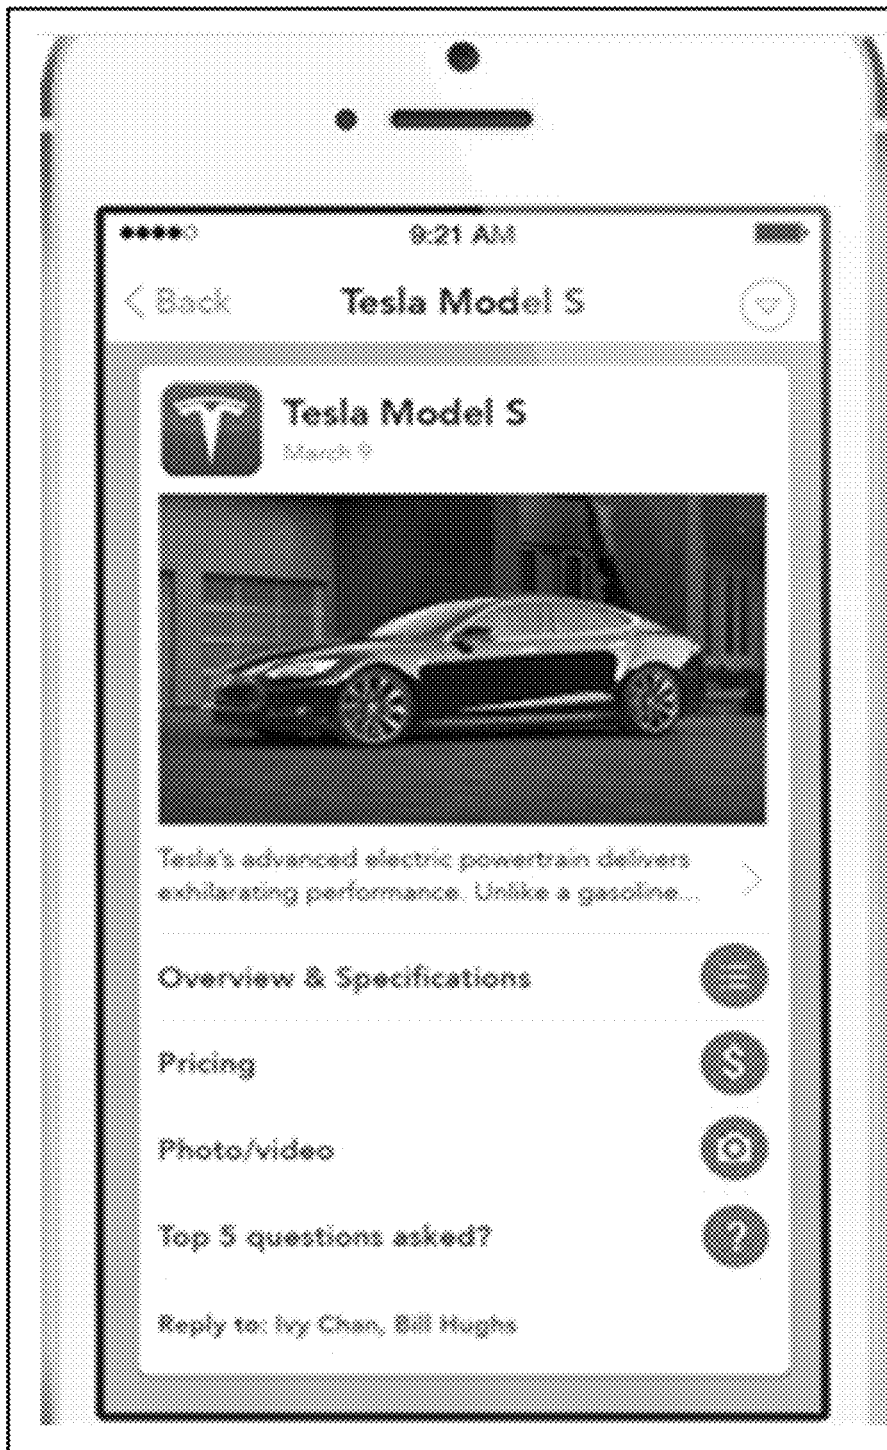 9:21 AM
Back
Tesla Model S
Tesla Model S
March 9
Tesla's advanced electric powertrain delivers
exhilarating performance. Unlike a gasoline...
Overview & Specifications
Pricing
Photo/video
Top 5 questions asked?
Reply to: Ivy Chan, Bill Hughs